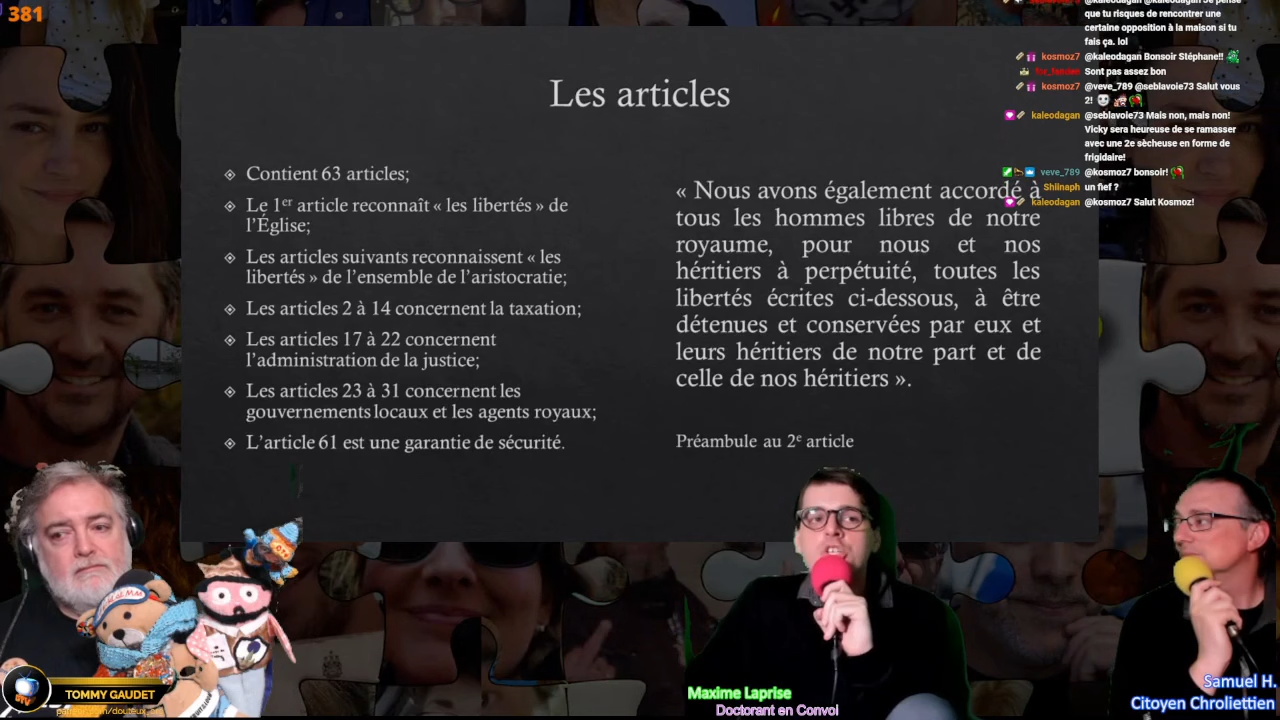 381
Les articles
Contient 63 articles;
Le 1er article reconnaît « les libertés » de
l'Église;
Les articles suivants reconnaissent « les
libertés » de l'ensemble de l'aristocratie;
Les articles 2 à 14 concernent la taxation;
Les articles 17 à 22 concernent
l'administration de la justice;
Les articles 23 à 31 concernent les
gouvernements locaux et les agents royaux;
L'article 61 est une garantie de sécurité.
« Nous avons également accordé à
tous les hommes libres de notre
royaume, pour nous et nos
héritiers à perpétuité, toutes les
libertés écrites ci-dessous, à être
détenues et conservées par eux et
leurs héritiers de notre part et de
celle de nos héritiers ».
Préambule au 2e article
@kaleodagan @kaleodagan Je pense
que tu risques de rencontrer une
certaine opposition à la maison si tu
fais ça. lol
kosmoz7 @kaleodagan Bonsoir Stéphane!!
Sont pas assez bon
kosmoz7 @veve_789 @seblavoie73 Salut vous
2!
kaleodagan @seblavoie73 Mais non, mais non!
Vicky sera heureuse de se ramasser
avec une 2e sècheuse en forme de
frigidaire!
veve_789 @kosmoz7 bonsoir!
Shiinaph un fief ?
kaleodagan @kosmoz7 Salut Kosmoz!
TOMMY GAUDET
Maxime Laprise
Doctorant en Convoi
Samuel H.
Citoyen Chroliettien